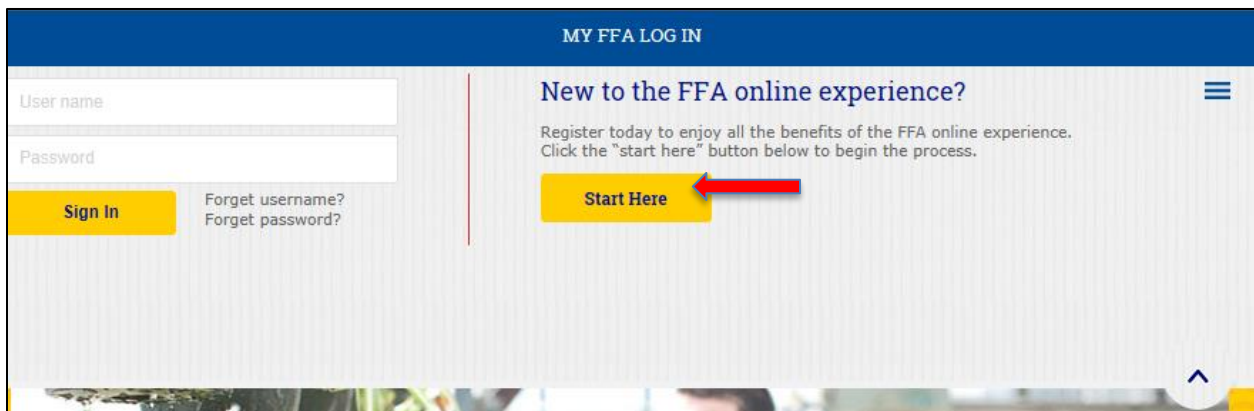 MY FFA LOG IN
User name
Password
Sign In
Forget username?
Forget password?
New to the FFA online experience?
Register today to enjoy all the benefits of the FFA online experience.
Click the “start here” button below to begin the process.
Start Here